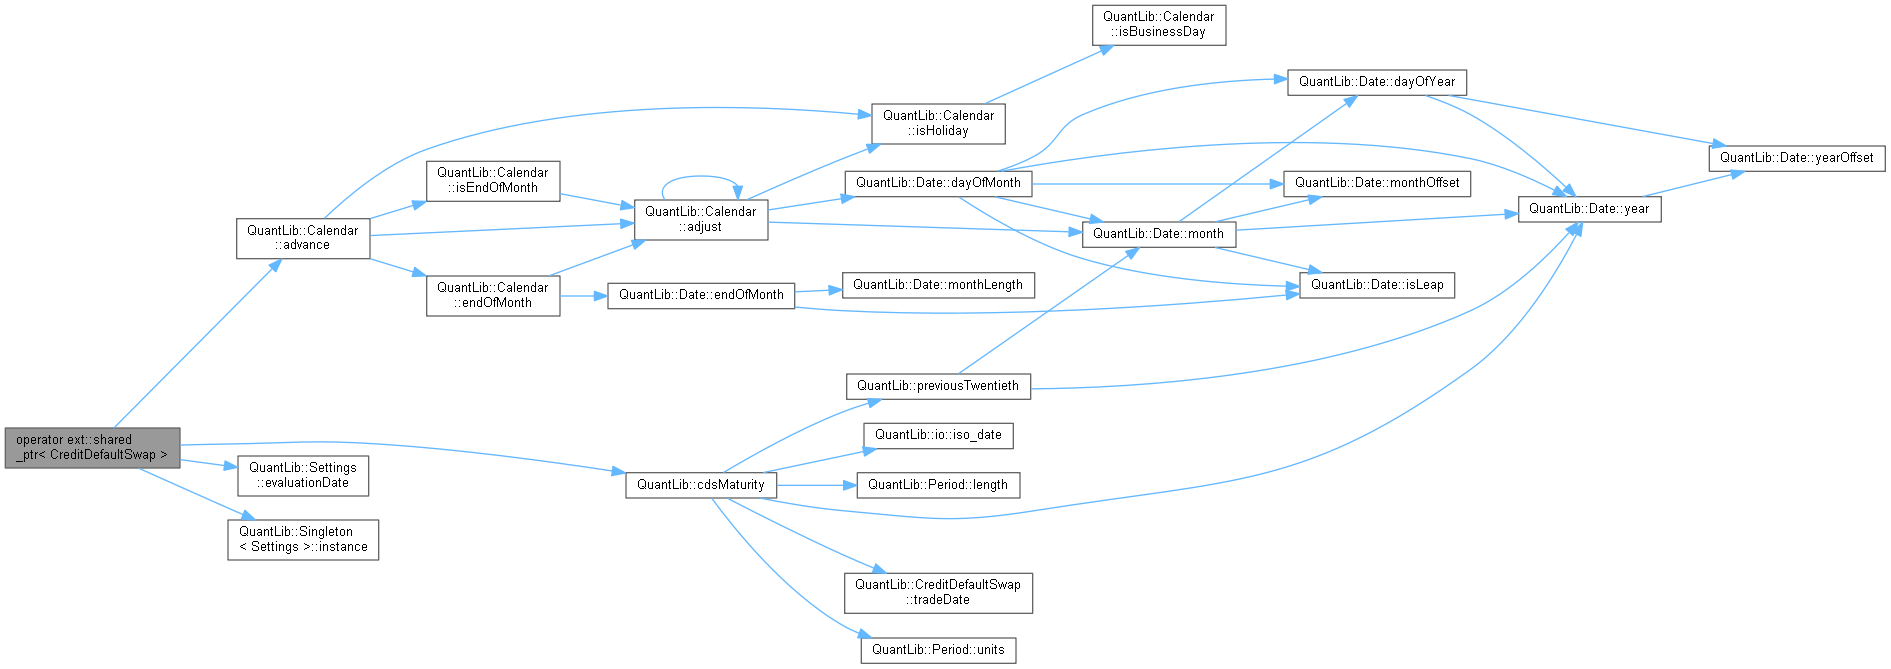 QuantLib::Calendar
::isBusinessDay
QuantLib::Date::dayOfYear
QuantLib::Calendar
::isHoliday
QuantLib::Date::yearOffset
QuantLib::Calendar
::isEndOfMonth
QuantLib::Date::dayOfMonth
QuantLib::Date::monthOffset
QuantLib::Calendar
::adjust
QuantLib::Date::year
QuantLib::Calendar
::advance
QuantLib::Date::month
QuantLib::Calendar
::endOfMonth
QuantLib::Date::endOfMonth
QuantLib::Date::monthLength
QuantLib::Date::isLeap
QuantLib::previousTwentieth
QuantLib::io::iso_date
operator ext::shared
_ptr< CreditDefaultSwap >
QuantLib::Settings
::evaluationDate
QuantLib::cdsMaturity
QuantLib::Period::length
QuantLib::Singleton
< Settings >::instance
QuantLib::CreditDefaultSwap
::tradeDate
QuantLib::Period::units